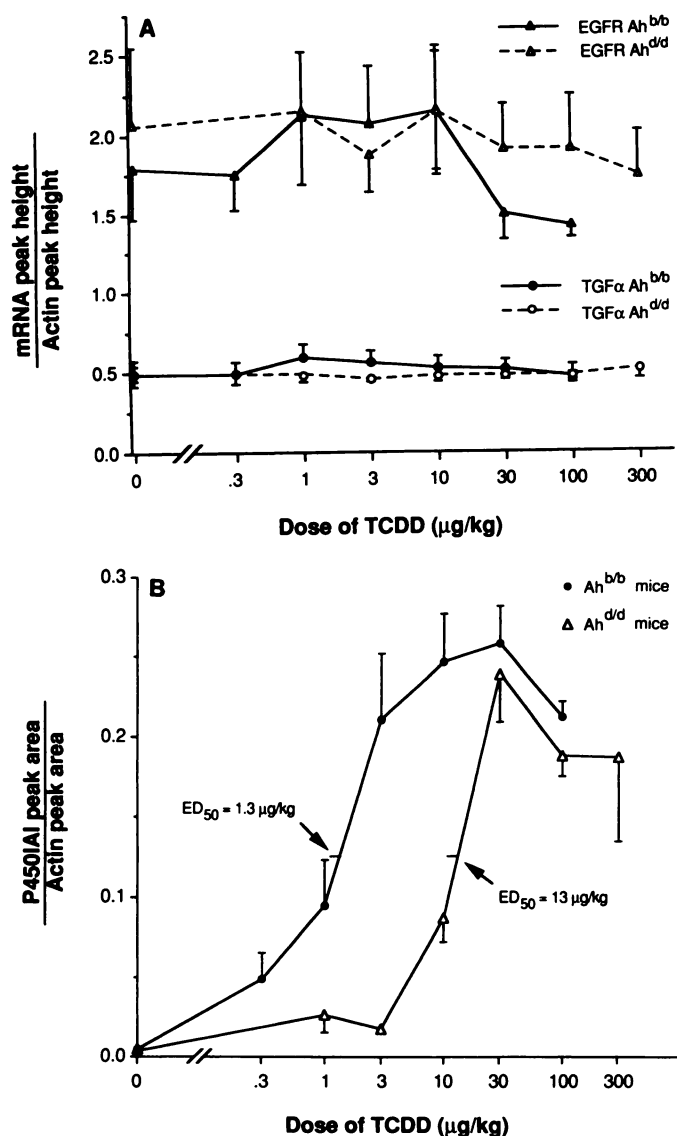 A
EGFR Ah^b/b
EGFR Ah^d/d
2.5
2.0
1.5
1.0
0.5
0.0
mRNA peak height
Actin peak height
TGFα Ah^b/b
TGFα Ah^d/d
0 .3 1 3 10 30 100 300
Dose of TCDD (μg/kg)
B
Ah^b/b mice
Ah^d/d mice
0.3
0.2
0.1
0.0
P450IAI peak area
Actin peak area
ED50 = 1.3 μg/kg
ED50 = 13 μg/kg
0 .3 1 3 10 30 100 300
Dose of TCDD (μg/kg)